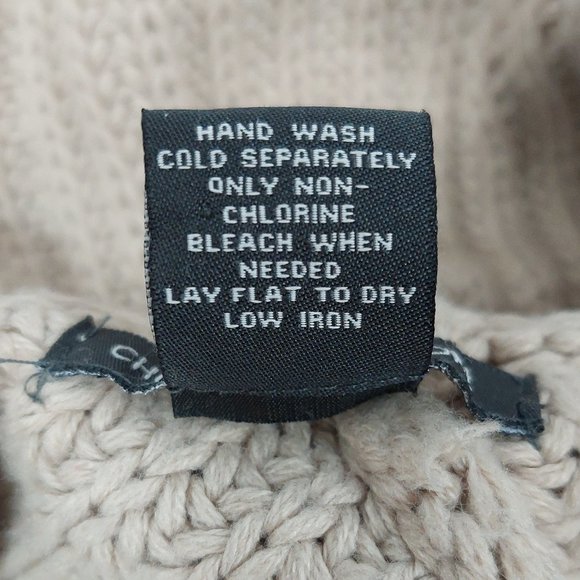 HAND WASH
COLD SEPARATELY
ONLY NON-
CHLORINE
BLEACH WHEN
NEEDED
LAY FLAT TO DRY
LOW IRON